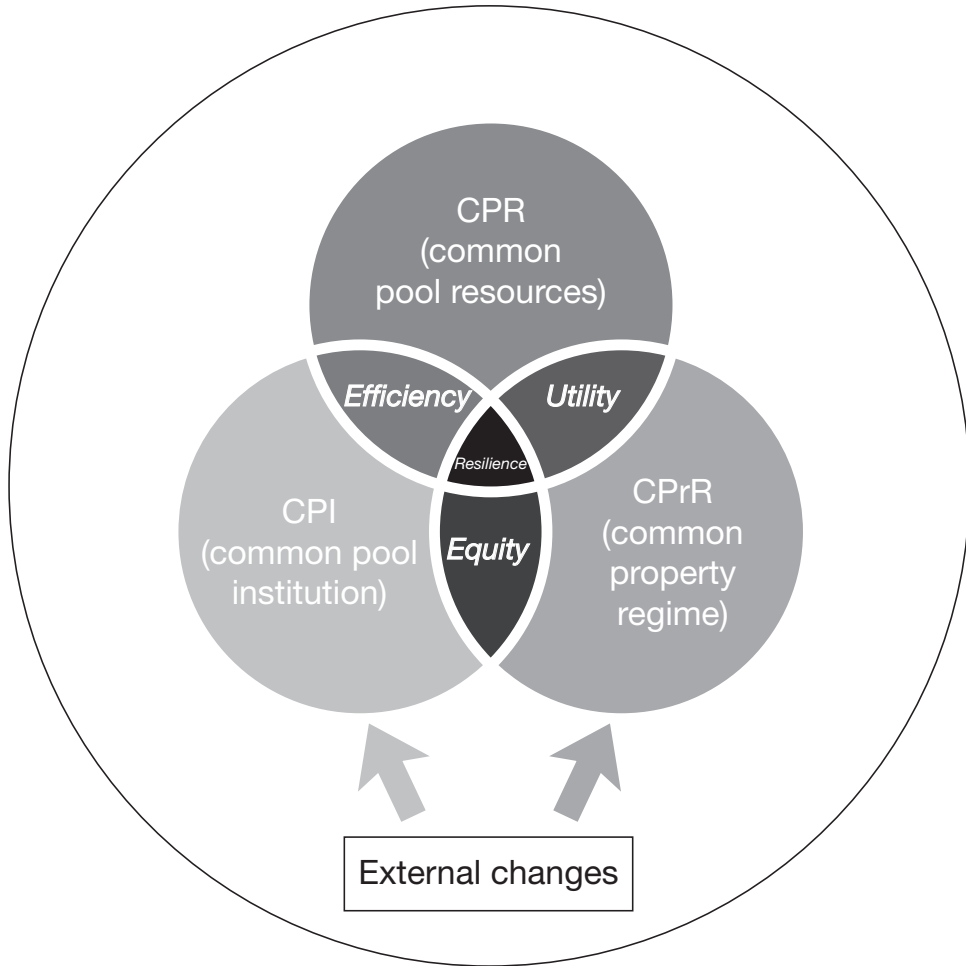 CPR
(common
pool resources)
Efficiency
Utility
Resilience
CPI
(common pool
institution)
Equity
CPrR
(common
property
regime)
External changes